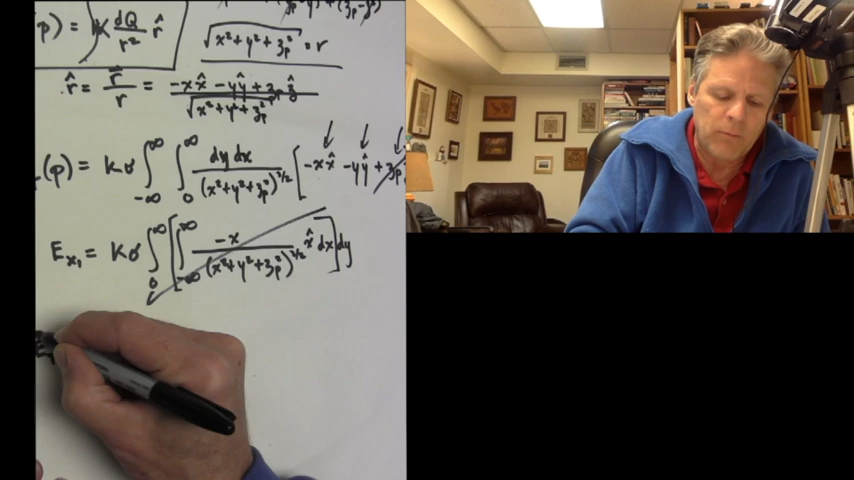 p) = K dQ/r² r̂
√(x²+y²+z_p²) = r
r̂ = r⃗/r = (-x x̂ - y ŷ + z_p ẑ)/√(x²+y²+z_p²)
(p) = kσ ∫_{-∞}^{∞} ∫_{0}^{∞} dy dx/(x²+y²+z_p²)^{3/2} [-x x̂ - y ŷ + z_p
E_{x₁} = kσ ∫_{0}^{∞} [∫_{-∞}^{∞} -x/(x²+y²+z_p²)^{3/2} x̂ dx] dy